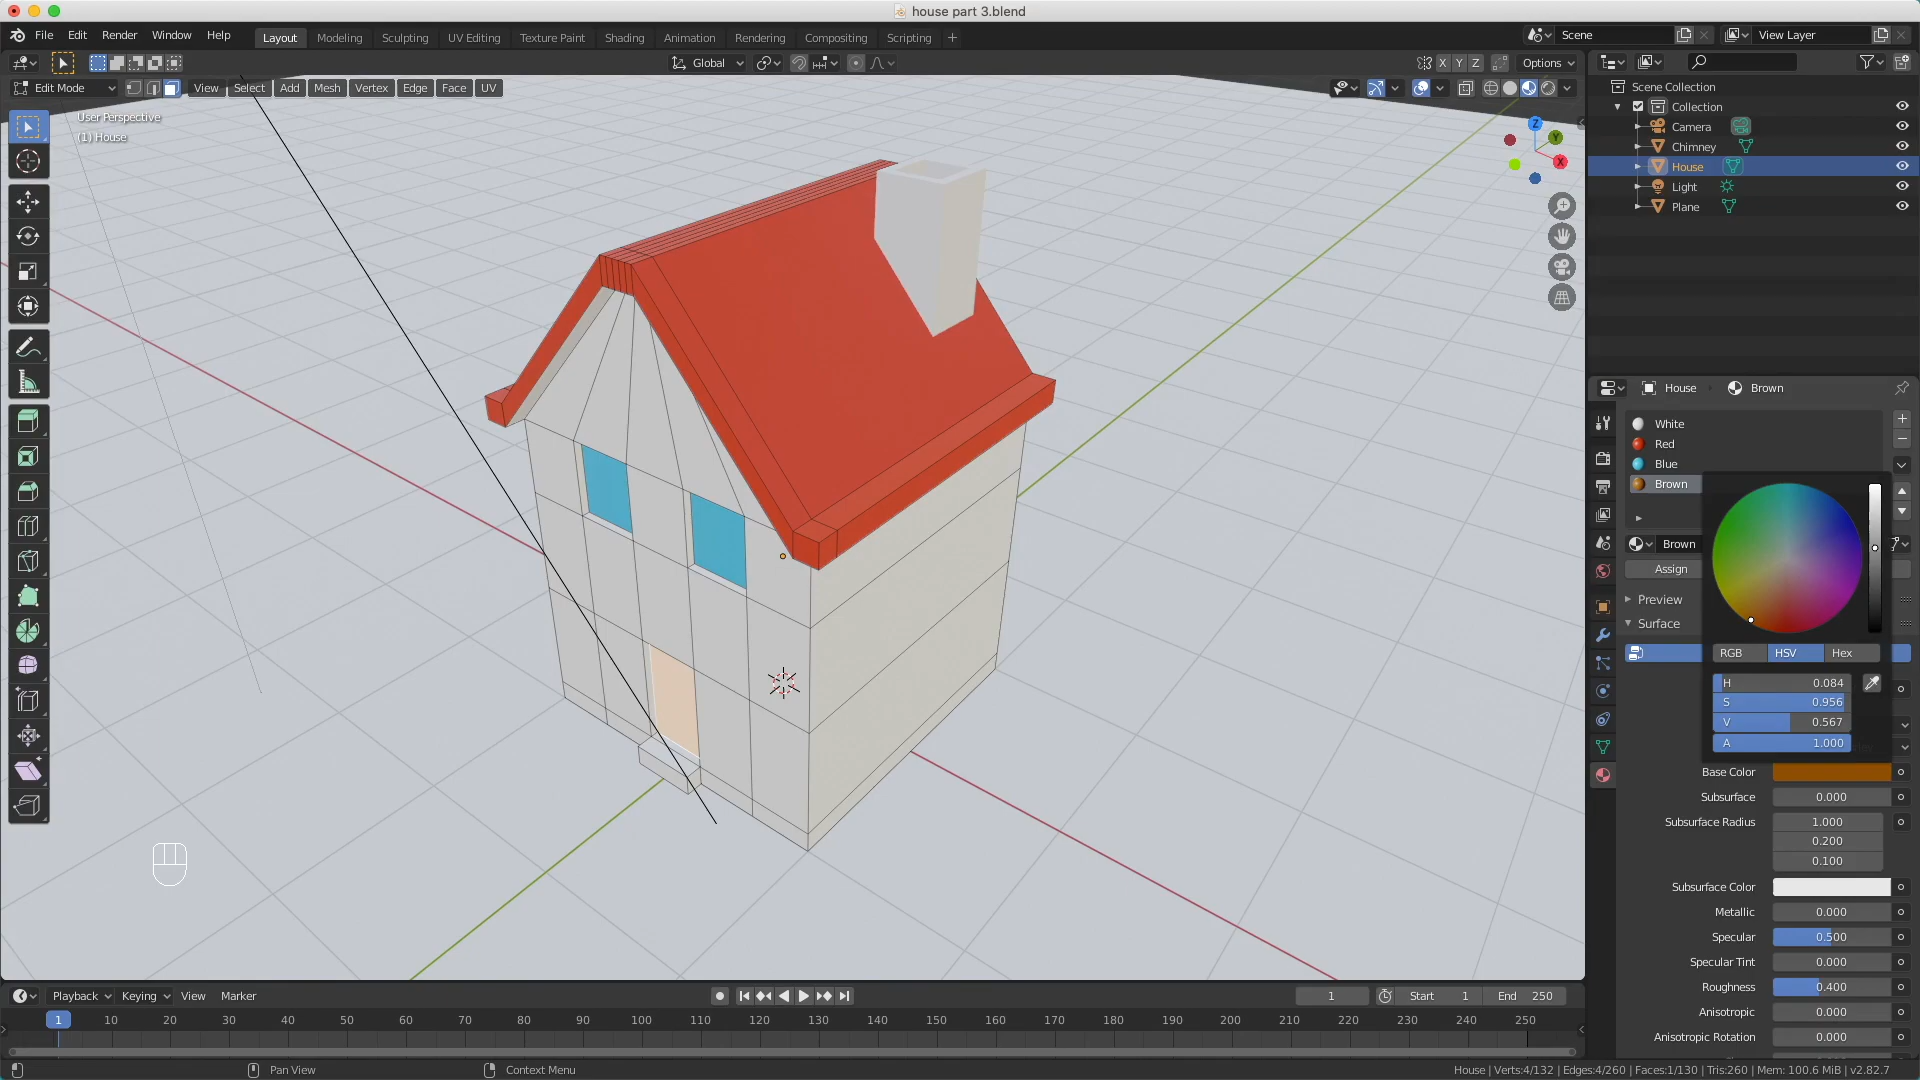 house part 3.blend
File Edit Render Window Help Layout Modeling Sculpting UV Editing Texture Paint Shading Animation Rendering Compositing Scripting + Scene View Layer
Global X Y Z Options
Edit Mode View Select Add Mesh Vertex Edge Face UV
User Perspective
(1) House
Z
Y
X
Scene Collection
Collection
Camera
Chimney
House
Light
Plane
House Brown
White
Red
Blue
Brown
Brown
Assign
Preview
Surface
RGB HSV Hex
H 0.084
S 0.956
V 0.567
A 1.000
Base Color
Subsurface 0.000
Subsurface Radius 1.000
0.200
0.100
Subsurface Color
Metallic 0.000
Specular 0.500
Specular Tint 0.000
Roughness 0.400
Anisotropic 0.000
Anisotropic Rotation 0.000
Playback Keying View Marker 1 Start 1 End 250
1 10 20 30 40 50 60 70 80 90 100 110 120 130 140 150 160 170 180 190 200 210 220 230 240 250
Pan View Context Menu House | Verts:4/132 | Edges:4/260 | Faces:1/130 | Tris:260 | Mem: 100.6 MiB | v2.82.7